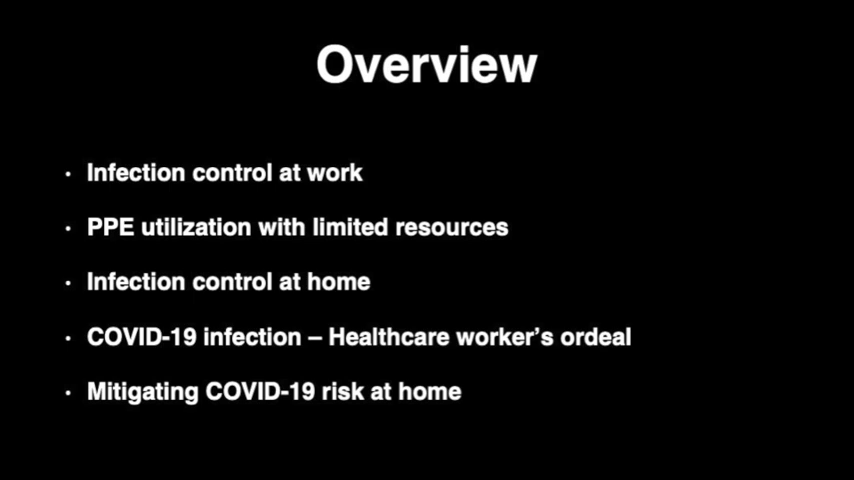 Overview
• Infection control at work
• PPE utilization with limited resources
• Infection control at home
• COVID-19 infection – Healthcare worker’s ordeal
• Mitigating COVID-19 risk at home